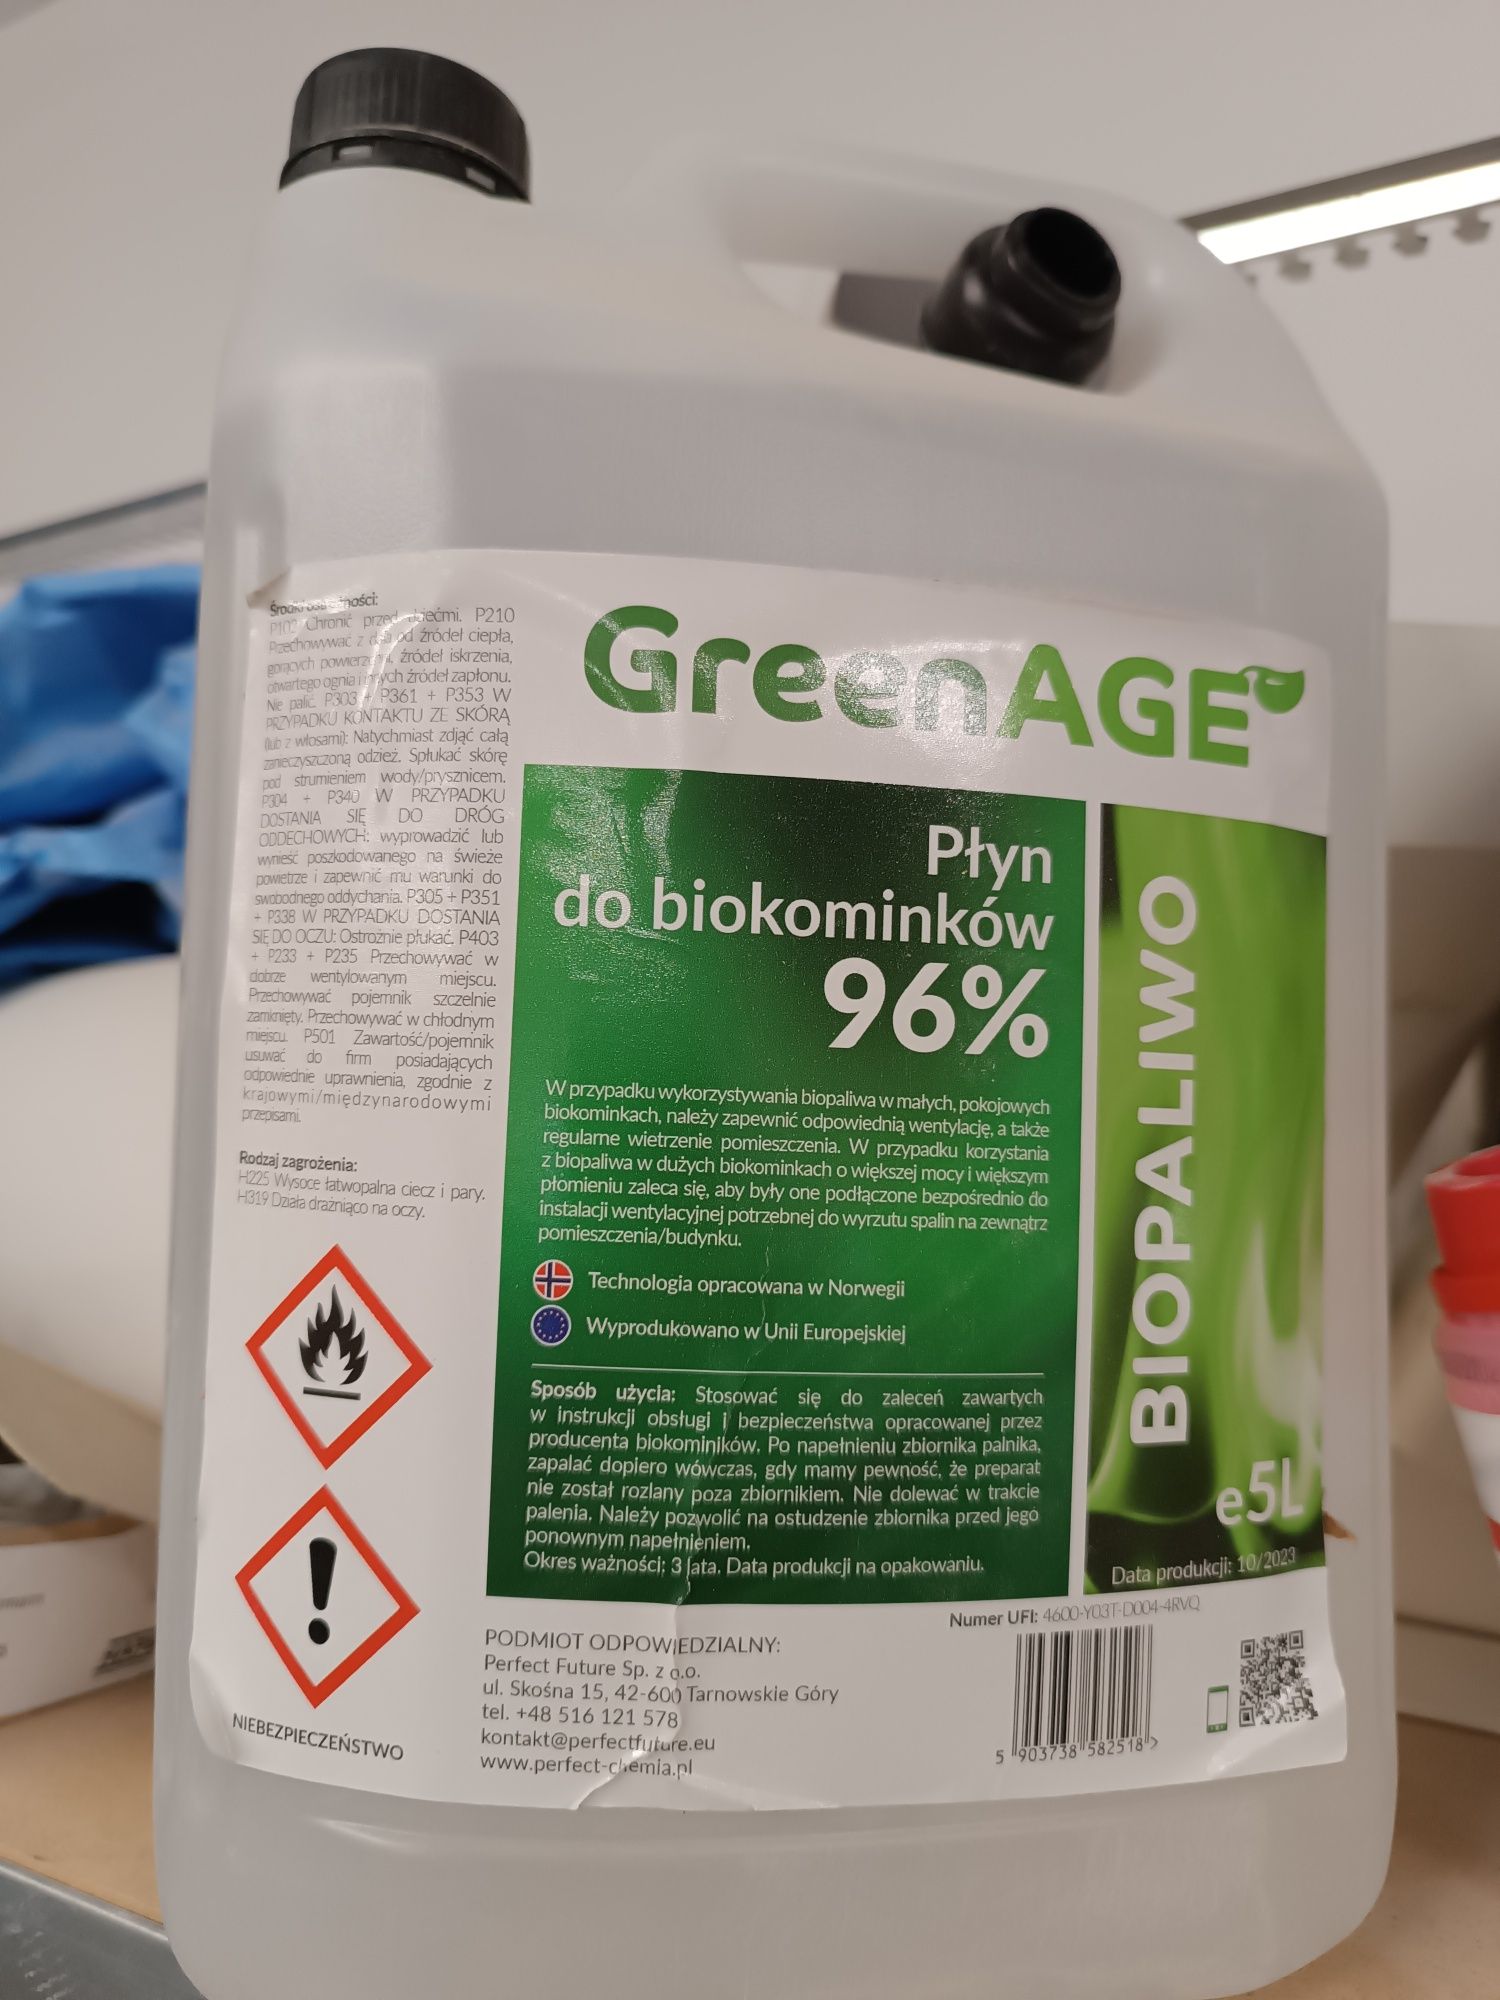 Środki ostrożności:
P102 Chronić przed dziećmi. P210
Przechowywać z dala od źródeł ciepła,
gorących powierzchni, źródeł iskrzenia,
otwartego ognia i innych źródeł zapłonu.
Nie palić. P303 + P361 + P353 W
PRZYPADKU KONTAKTU ZE SKÓRĄ
(lub z włosami): Natychmiast zdjąć całą
zanieczyszczoną odzież. Spłukać skórę
pod strumieniem wody/prysznicem.
P304 + P340 W PRZYPADKU
DOSTANIA SIĘ DO DRÓG
ODDECHOWYCH: wyprowadzić lub
wynieść poszkodowanego na świeże
powietrze i zapewnić mu warunki do
swobodnego oddychania. P305 + P351
+ P338 W PRZYPADKU DOSTANIA
SIĘ DO OCZU: Ostrożnie płukać. P403
+ P233 + P235 Przechowywać w
dobrze wentylowanym miejscu.
Przechowywać pojemnik szczelnie
zamknięty. Przechowywać w chłodnym
miejscu. P501 Zawartość/pojemnik
usuwać do firm posiadających
odpowiednie uprawnienia, zgodnie z
krajowymi/międzynarodowymi
przepisami.
Rodzaj zagrożenia:
H225 Wysoce łatwopalna ciecz i pary.
H319 Działa drażniąco na oczy.
NIEBEZPIECZEŃSTWO
GreenAGE
Płyn
do biokominków
96%
W przypadku wykorzystywania biopaliwa w małych, pokojowych
biokominkach, należy zapewnić odpowiednią wentylację, a także
regularne wietrzenie pomieszczenia. W przypadku korzystania
z biopaliwa w dużych biokominkach o większej mocy i większym
płomieniu zaleca się, aby były one podłączone bezpośrednio do
instalacji wentylacyjnej potrzebnej do wyrzutu spalin na zewnątrz
pomieszczenia/budynku.
Technologia opracowana w Norwegii
Wyprodukowano w Unii Europejskiej
Sposób użycia: Stosować się do zaleceń zawartych
w instrukcji obsługi i bezpieczeństwa opracowanej przez
producenta biokominików. Po napełnieniu zbiornika palnika,
zapalać dopiero wówczas, gdy mamy pewność, że preparat
nie został rozlany poza zbiornikiem. Nie dolewać w trakcie
palenia. Należy pozwolić na ostudzenie zbiornika przed jego
ponownym napełnieniem.
Okres ważności: 3 lata. Data produkcji na opakowaniu.
BIOPALIWO
e5L
Data produkcji: 10/2023
Numer UFI: 4600-Y03T-D004-4RVQ
PODMIOT ODPOWIEDZIALNY:
Perfect Future Sp. z o.o.
ul. Skośna 15, 42-600 Tarnowskie Góry
tel. +48 516 121 578
kontakt@perfectfuture.eu
www.perfect-chemia.pl
5 903738 582518 >